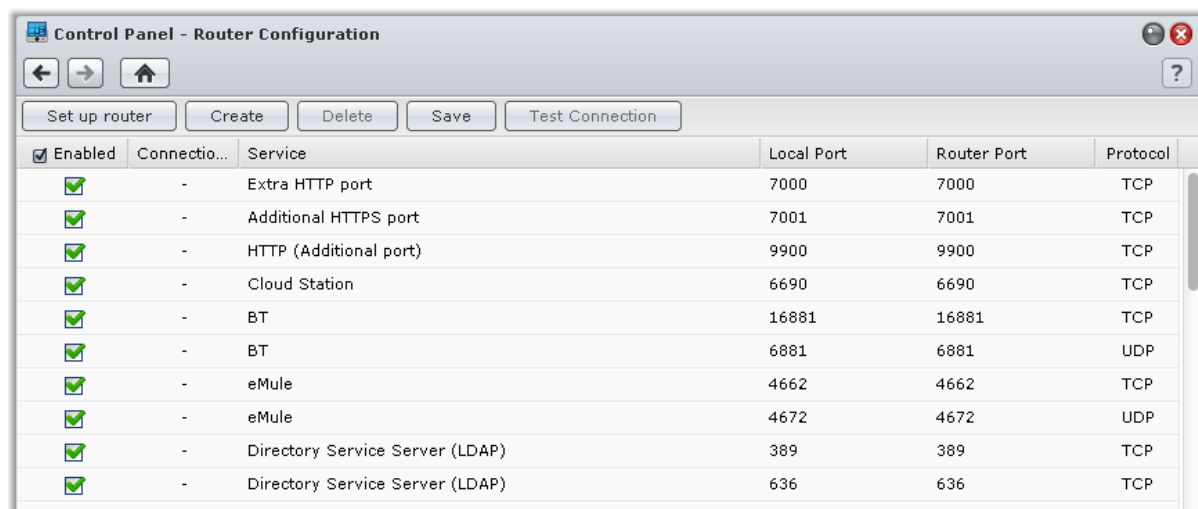 Control Panel - Router Configuration
?
Set up router Create Delete Save Test Connection
Enabled Connectio... Service Local Port Router Port Protocol
- Extra HTTP port 7000 7000 TCP
- Additional HTTPS port 7001 7001 TCP
- HTTP (Additional port) 9900 9900 TCP
- Cloud Station 6690 6690 TCP
- BT 16881 16881 TCP
- BT 6881 6881 UDP
- eMule 4662 4662 TCP
- eMule 4672 4672 UDP
- Directory Service Server (LDAP) 389 389 TCP
- Directory Service Server (LDAP) 636 636 TCP